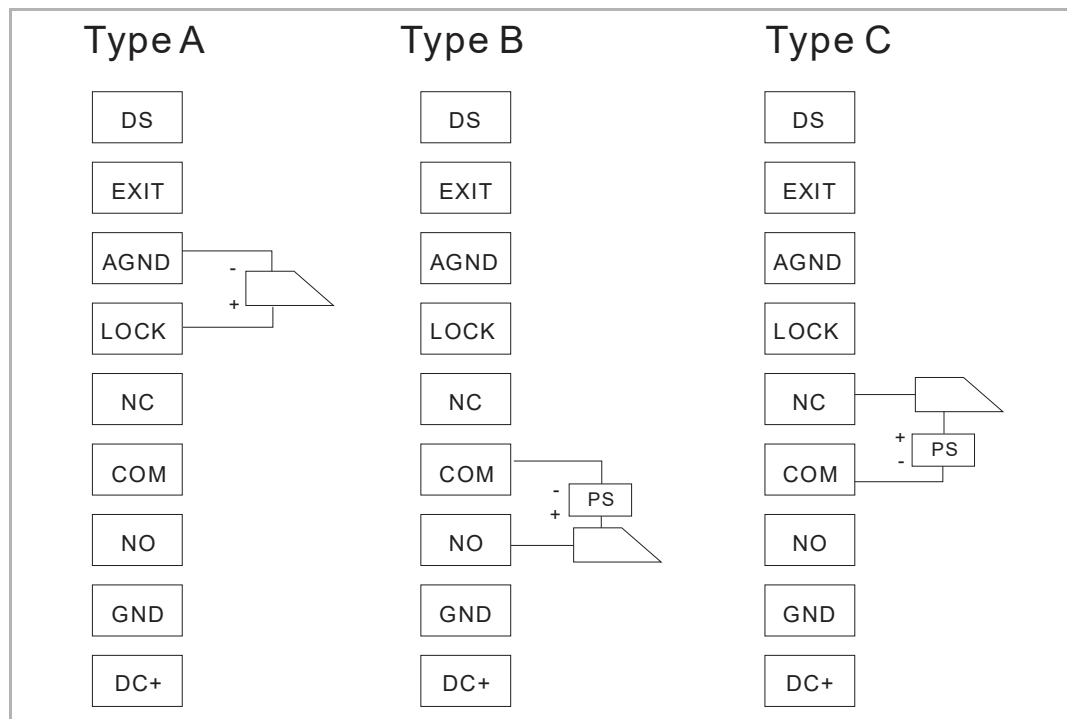 Type A Type B Type C
DS DS DS
EXIT EXIT EXIT
AGND AGND AGND
-
+
LOCK LOCK LOCK
NC NC NC
+
PS
-
COM COM COM
-
PS
+
NO NO NO
GND GND GND
DC+ DC+ DC+